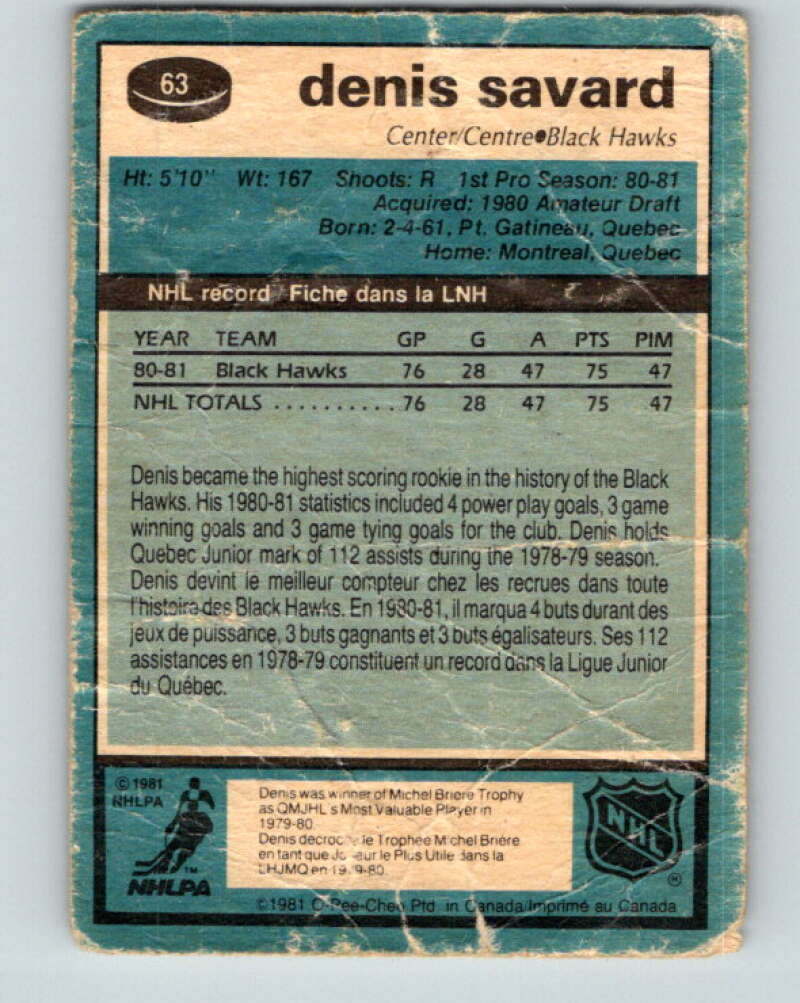 63
denis savard
Center/Centre●Black Hawks
Ht: 5'10" Wt: 167 Shoots: R 1st Pro Season: 80-81
Acquired: 1980 Amateur Draft
Born: 2-4-61, Pt. Gatineau, Quebec
Home: Montreal, Quebec
NHL record Fiche dans la LNH
YEAR TEAM GP G A PTS PIM
80-81 Black Hawks 76 28 47 75 47
NHL TOTALS .......... 76 28 47 75 47
Denis became the highest scoring rookie in the history of the Black
Hawks. His 1980-81 statistics included 4 power play goals, 3 game
winning goals and 3 game tying goals for the club. Denis holds
Quebec Junior mark of 112 assists during the 1978-79 season.
Denis devint le meilleur compteur chez les recrues dans toute
l'histoire des Black Hawks. En 1980-81, il marqua 4 buts durant des
jeux de puissance, 3 buts gagnants et 3 buts égalisateurs. Ses 112
assistances en 1978-79 constituent un record dans la Ligue Junior
du Québec.
© 1981
NHLPA
NHLPA
TM
Denis was winner of Michel Briere Trophy
as QMJHL's Most Valuable Player in
1979-80.
Denis le Trophée Michel Brière
en tant que Joueur le Plus Utile dans la
LHJMQ en 1979-80.
NHL
®
©1981 O-Pee-Chee Ptd. in Canada/Imprimé au Canada